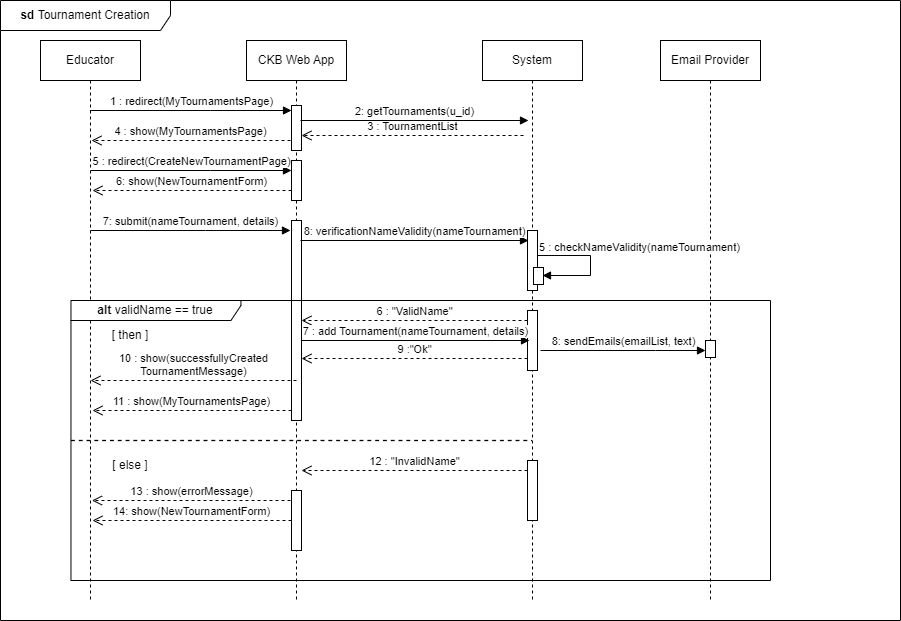 sd Tournament Creation
Educator
CKB Web App
System
Email Provider
1 : redirect(MyTournamentsPage)
2: getTournaments(u_id)
3 : TournamentList
4 : show(MyTournamentsPage)
5 : redirect(CreateNewTournamentPage)
6: show(NewTournamentForm)
7: submit(nameTournament, details)
8: verificationNameValidity(nameTournament)
5 : checkNameValidity(nameTournament)
alt validName == true
6 : "ValidName"
[ then ]
7 : add Tournament(nameTournament, details)
8: sendEmails(emailList, text)
9 :"Ok"
10 : show(successfullyCreated
TournamentMessage)
11 : show(MyTournamentsPage)
[ else ]
12 : "InvalidName"
13 : show(errorMessage)
14: show(NewTournamentForm)